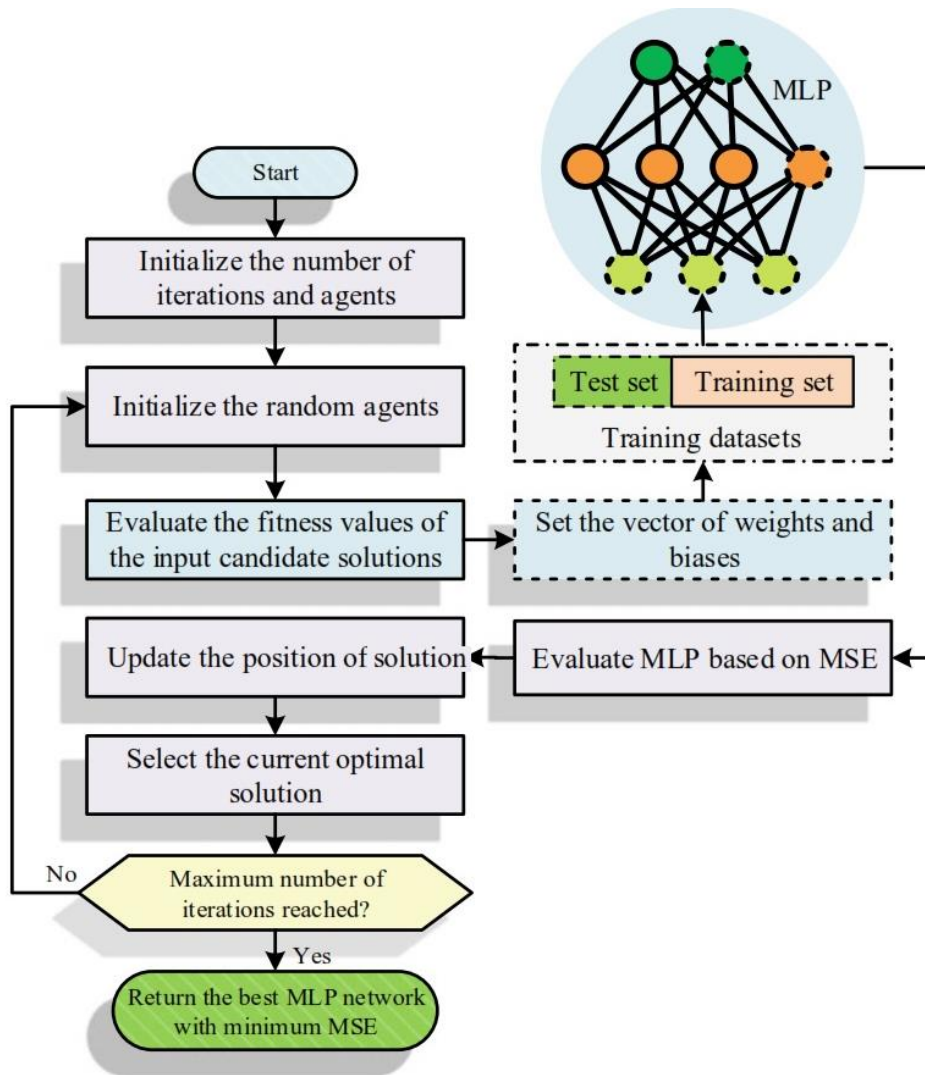 MLP
Start
Initialize the number of
iterations and agents
Test set
Training set
Initialize the random agents
Training datasets
Evaluate the fitness values of
the input candidate solutions
Set the vector of weights and
biases
Update the position of solution
Evaluate MLP based on MSE
Select the current optimal
solution
No
Maximum number of
iterations reached?
Yes
Return the best MLP network
with minimum MSE